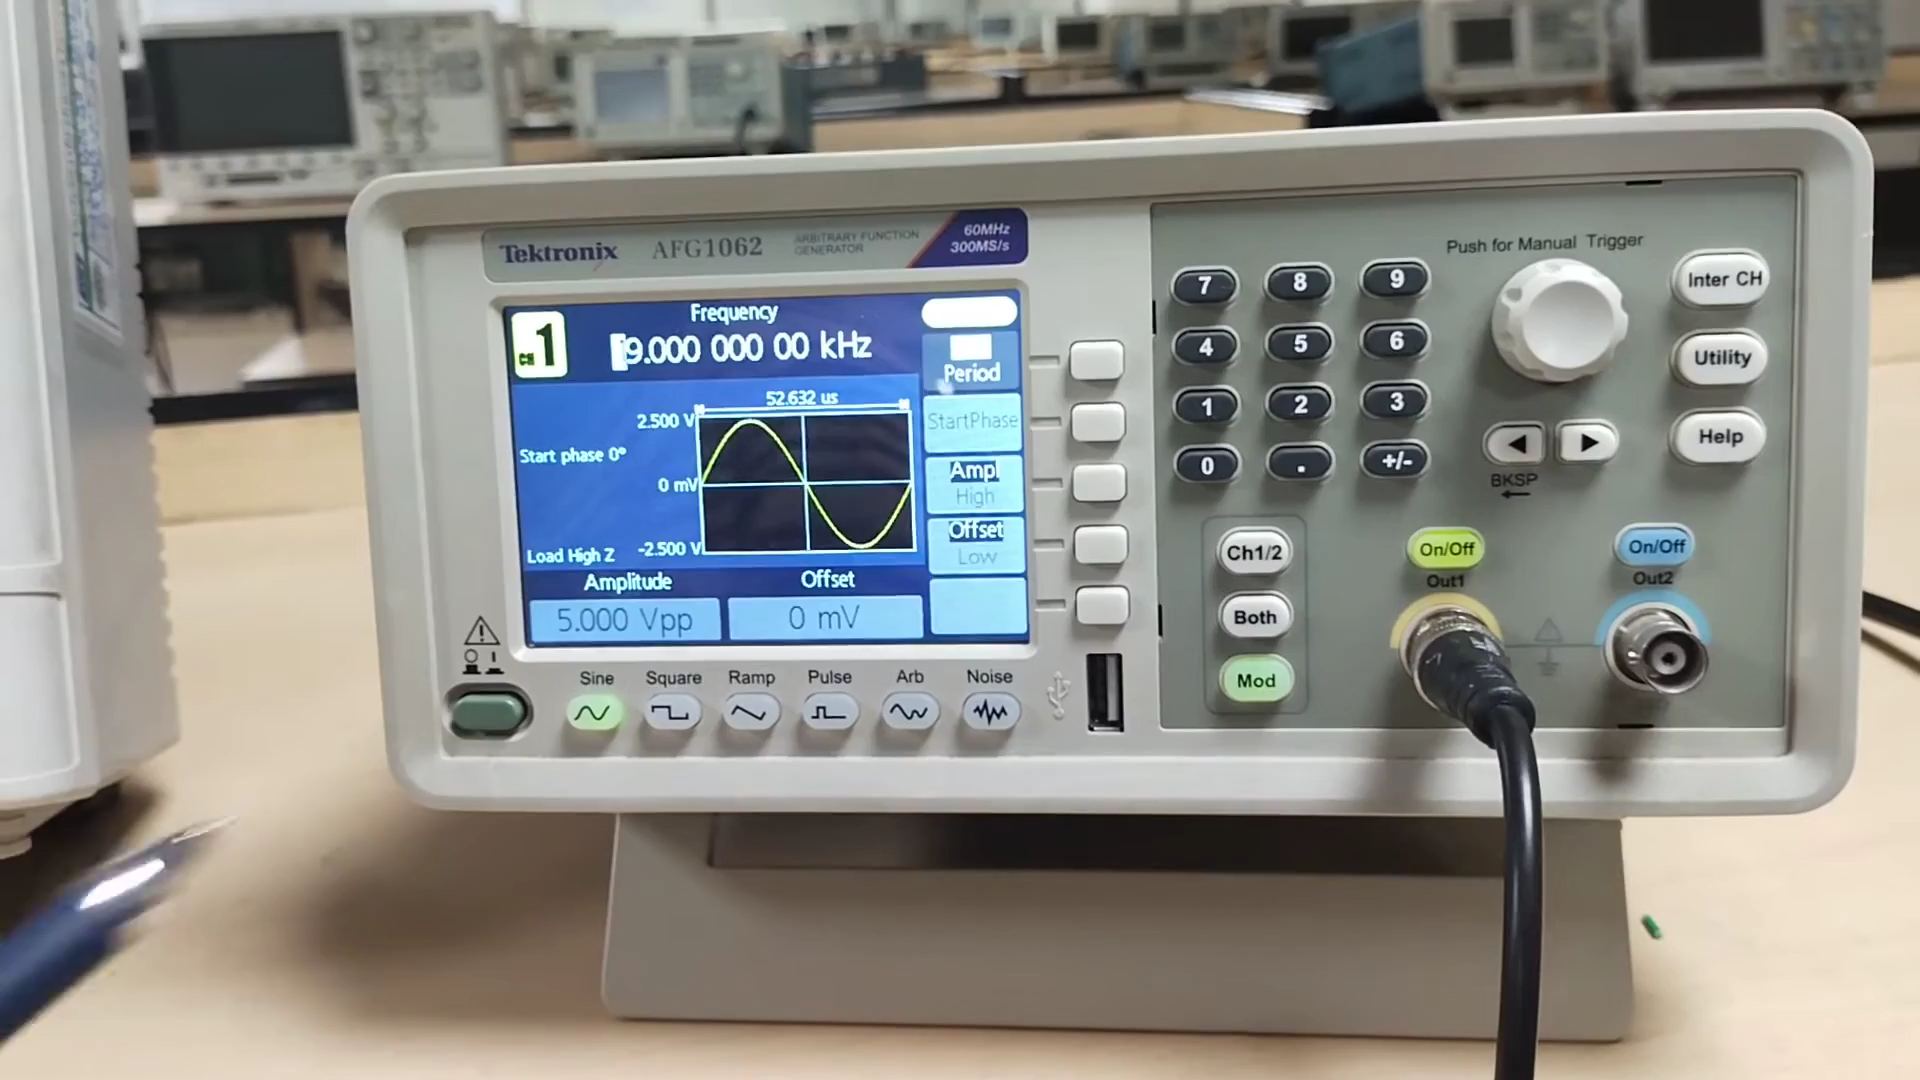 Tektronix AFG1062 ARBITRARY FUNCTION GENERATOR 60MHz 300MS/s
CH 1
Frequency
9.000 000 00 kHz
Period
StartPhase
Ampl
High
Offset
Low
52.632 us
2.500 V
Start phase 0°
0 mV
Load High Z
-2.500 V
Amplitude Offset
5.000 Vpp 0 mV
Sine Square Ramp Pulse Arb Noise
7 8 9
4 5 6
1 2 3
0 . +/-
Push for Manual Trigger
Inter CH
Utility
Help
BKSP
Ch1/2
Both
Mod
On/Off
Out1
On/Off
Out2